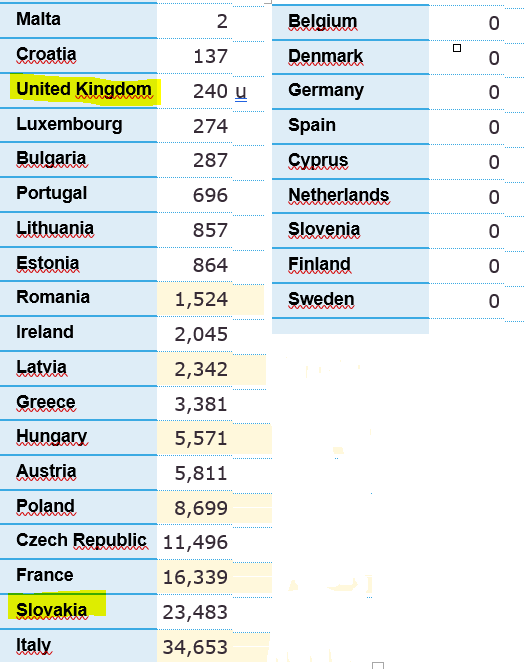 Malta 2
Croatia 137
United Kingdom 240 u
Luxembourg 274
Bulgaria 287
Portugal 696
Lithuania 857
Estonia 864
Romania 1,524
Ireland 2,045
Latvia 2,342
Greece 3,381
Hungary 5,571
Austria 5,811
Poland 8,699
Czech Republic 11,496
France 16,339
Slovakia 23,483
Italy 34,653
Belgium 0
Denmark 0
Germany 0
Spain 0
Cyprus 0
Netherlands 0
Slovenia 0
Finland 0
Sweden 0